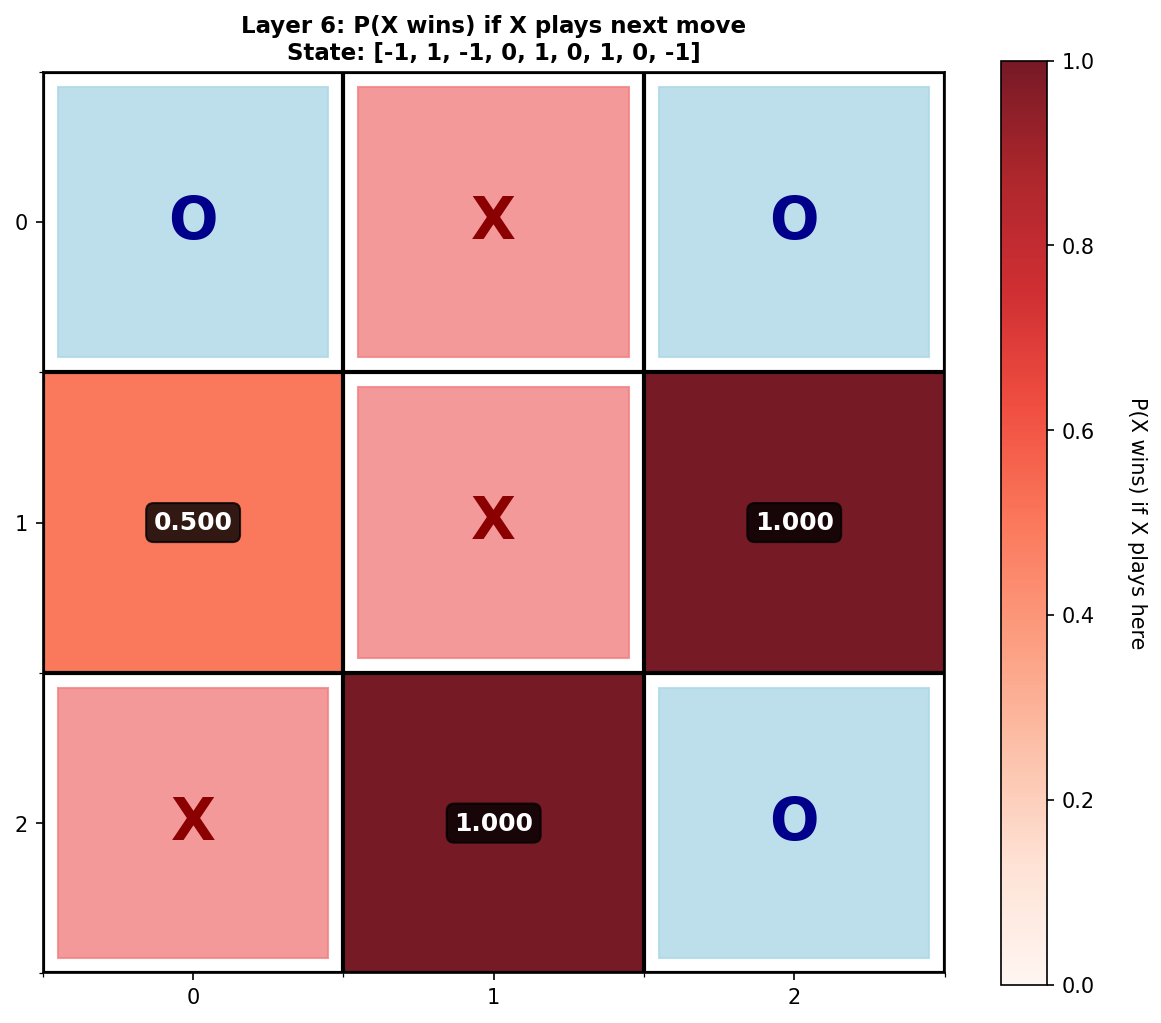 Layer 6: P(X wins) if X plays next move
State: [-1, 1, -1, 0, 1, 0, 1, 0, -1]
0
O
X
O
1
0.500
X
1.000
2
X
1.000
O
0
1
2
1.0
0.8
0.6
0.4
0.2
0.0
P(X wins) if X plays here